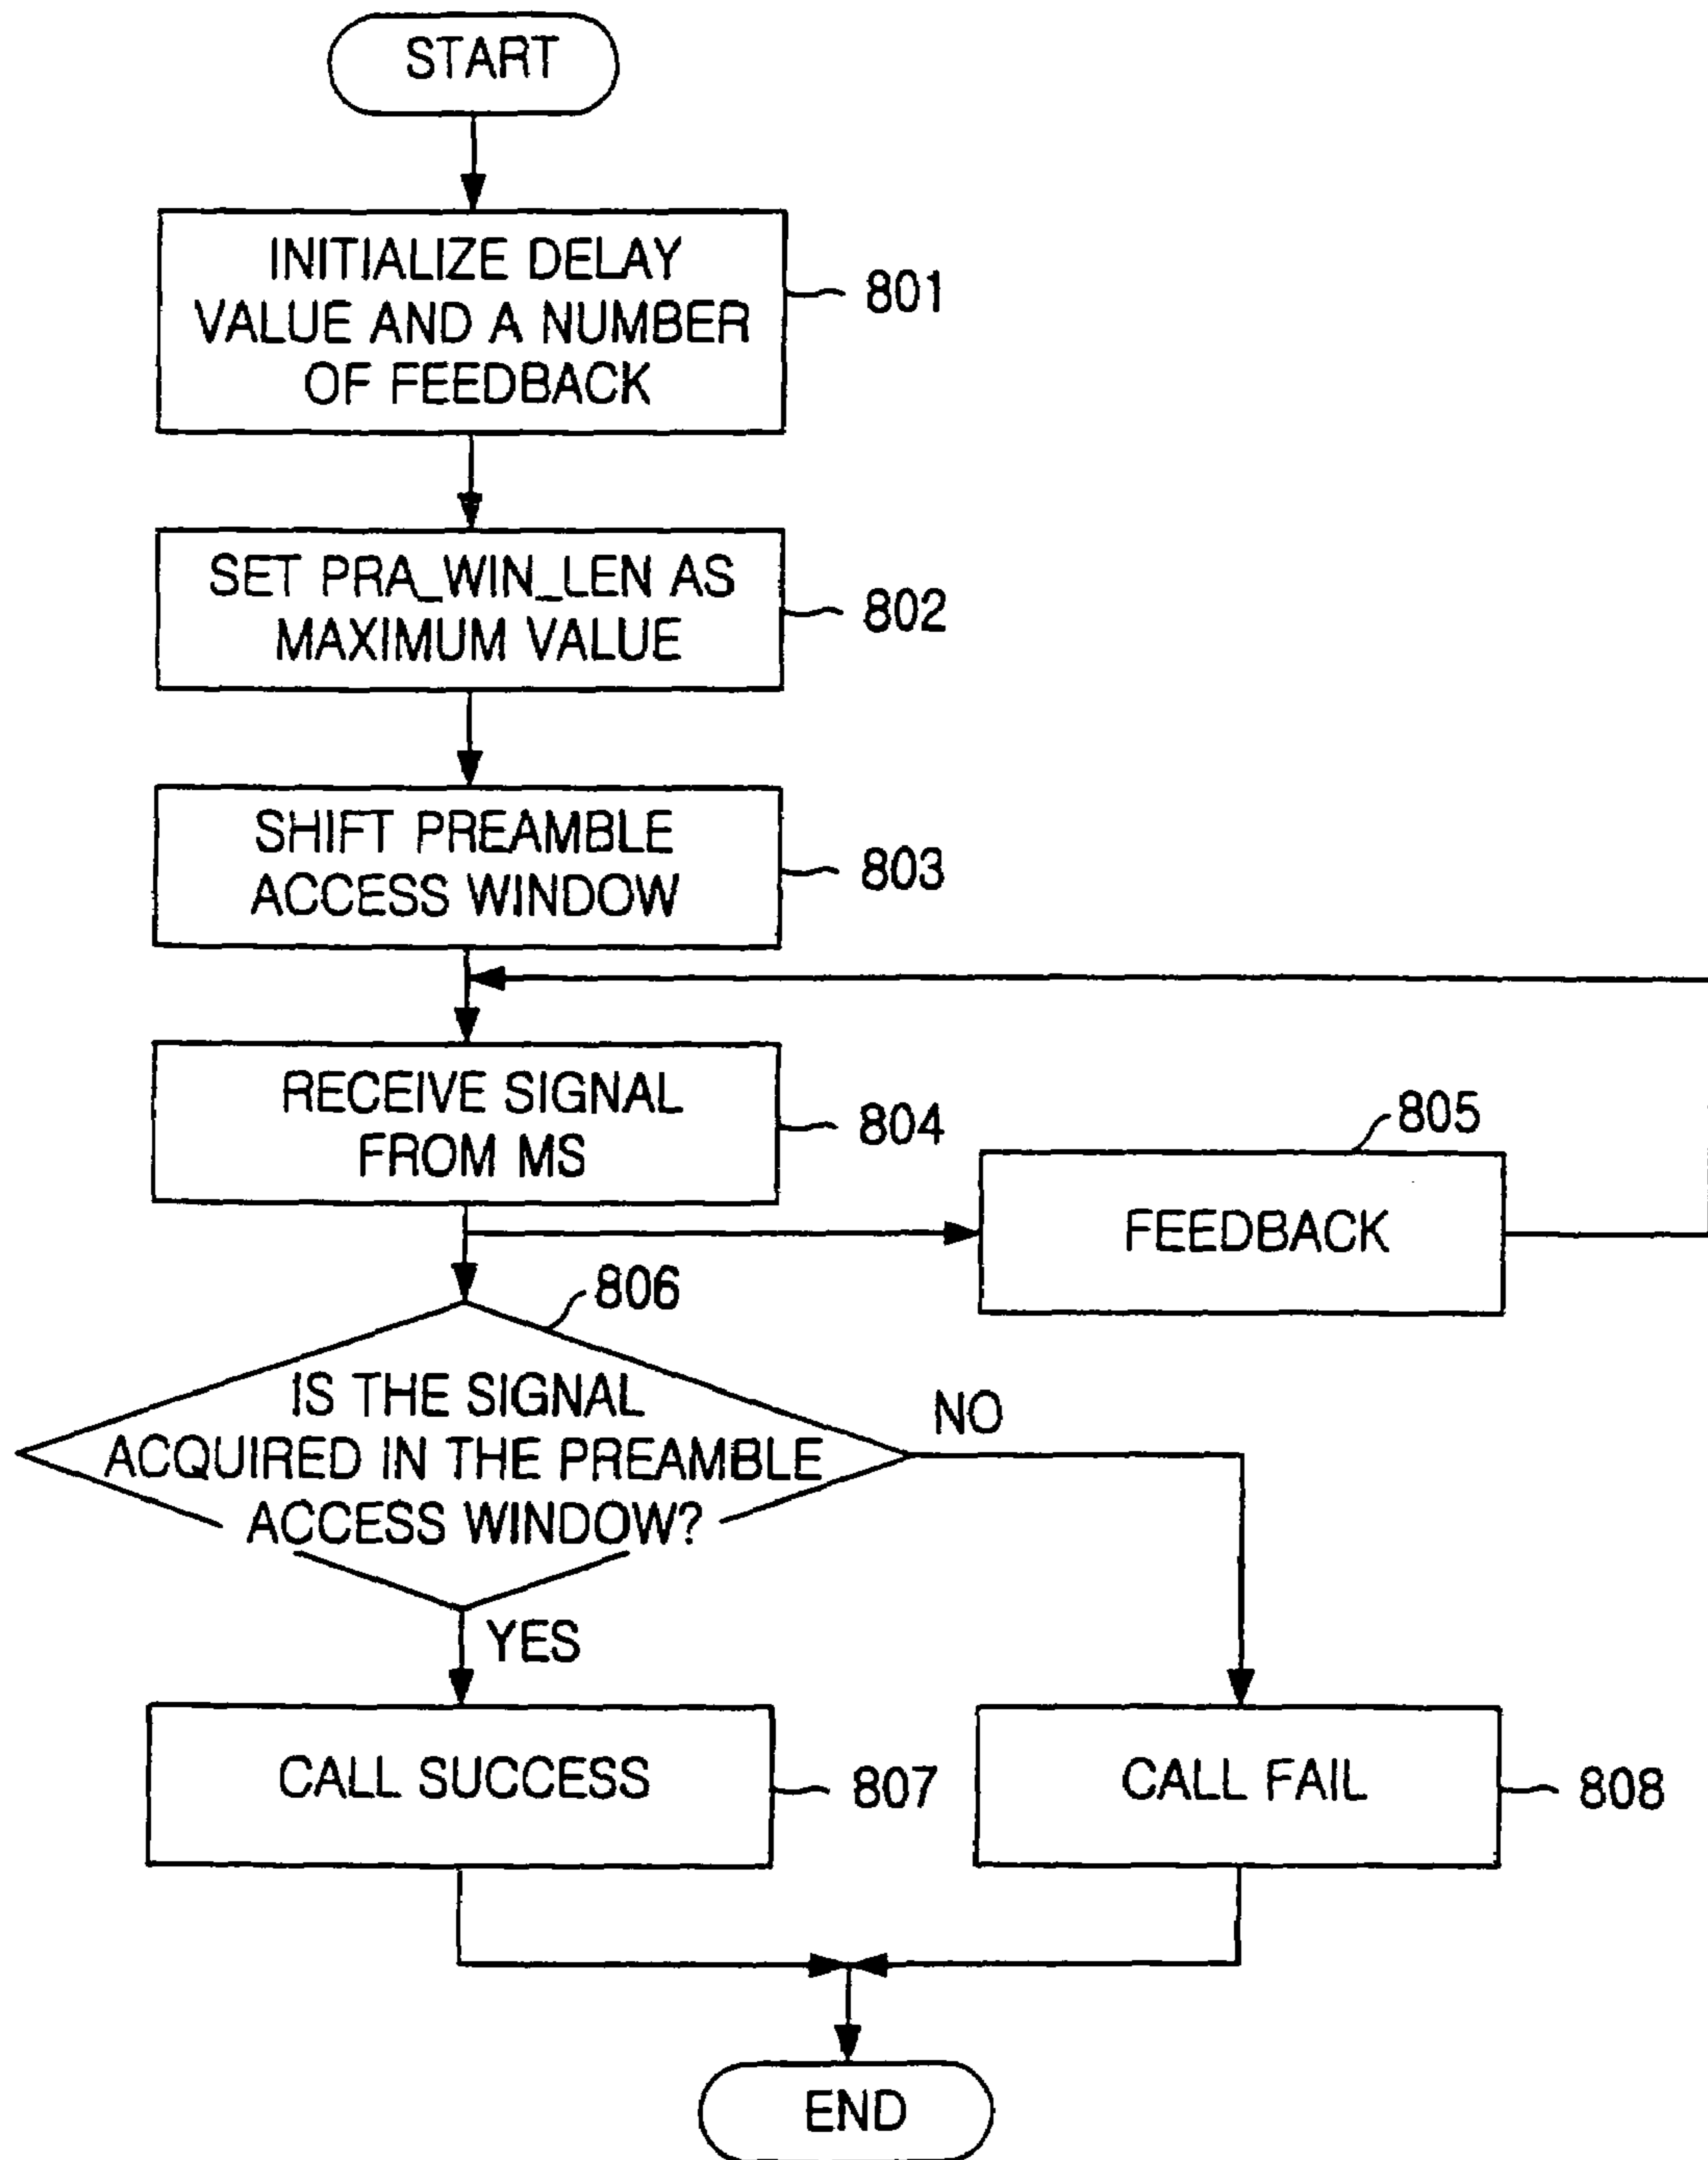 START
INITIALIZE DELAY
VALUE AND A NUMBER
OF FEEDBACK
801
SET PRA_WIN_LEN AS
MAXIMUM VALUE
802
SHIFT PREAMBLE
ACCESS WINDOW
803
RECEIVE SIGNAL
FROM MS
804
805
FEEDBACK
806
IS THE SIGNAL
ACQUIRED IN THE PREAMBLE
ACCESS WINDOW?
NO
YES
CALL SUCCESS
807
CALL FAIL
808
END